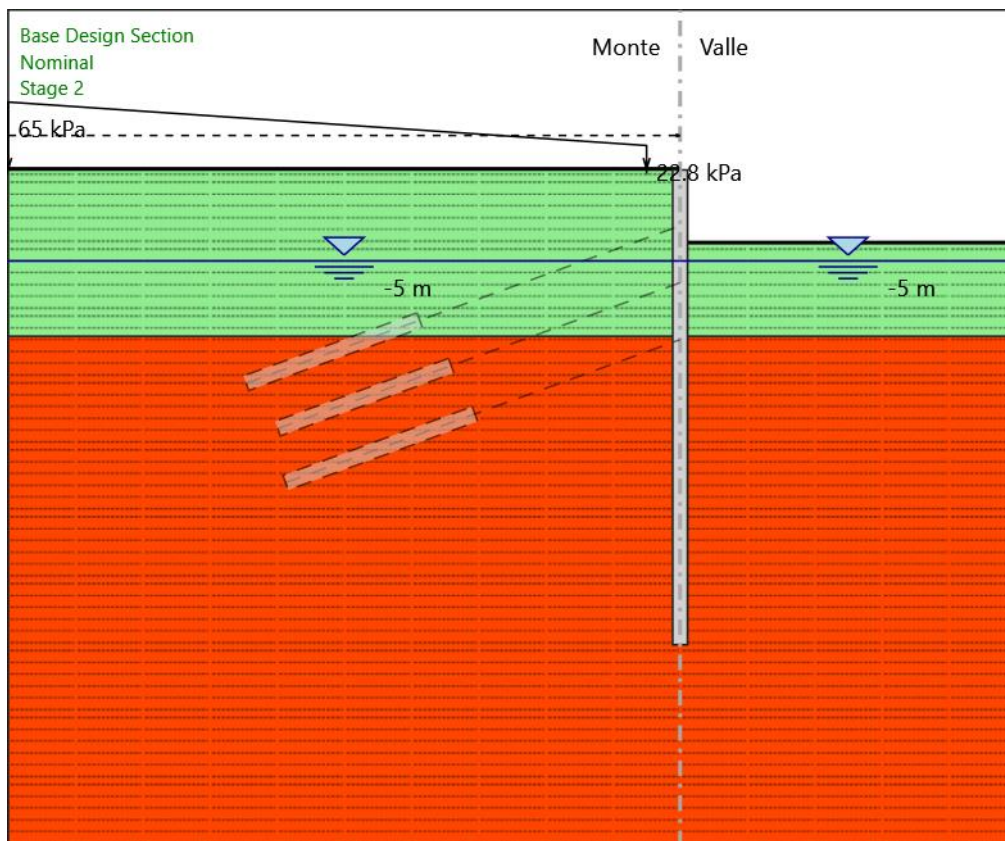 Base Design Section
Nominal
Stage 2
Monte
Valle
65 kPa
22.8 kPa
-5 m
-5 m